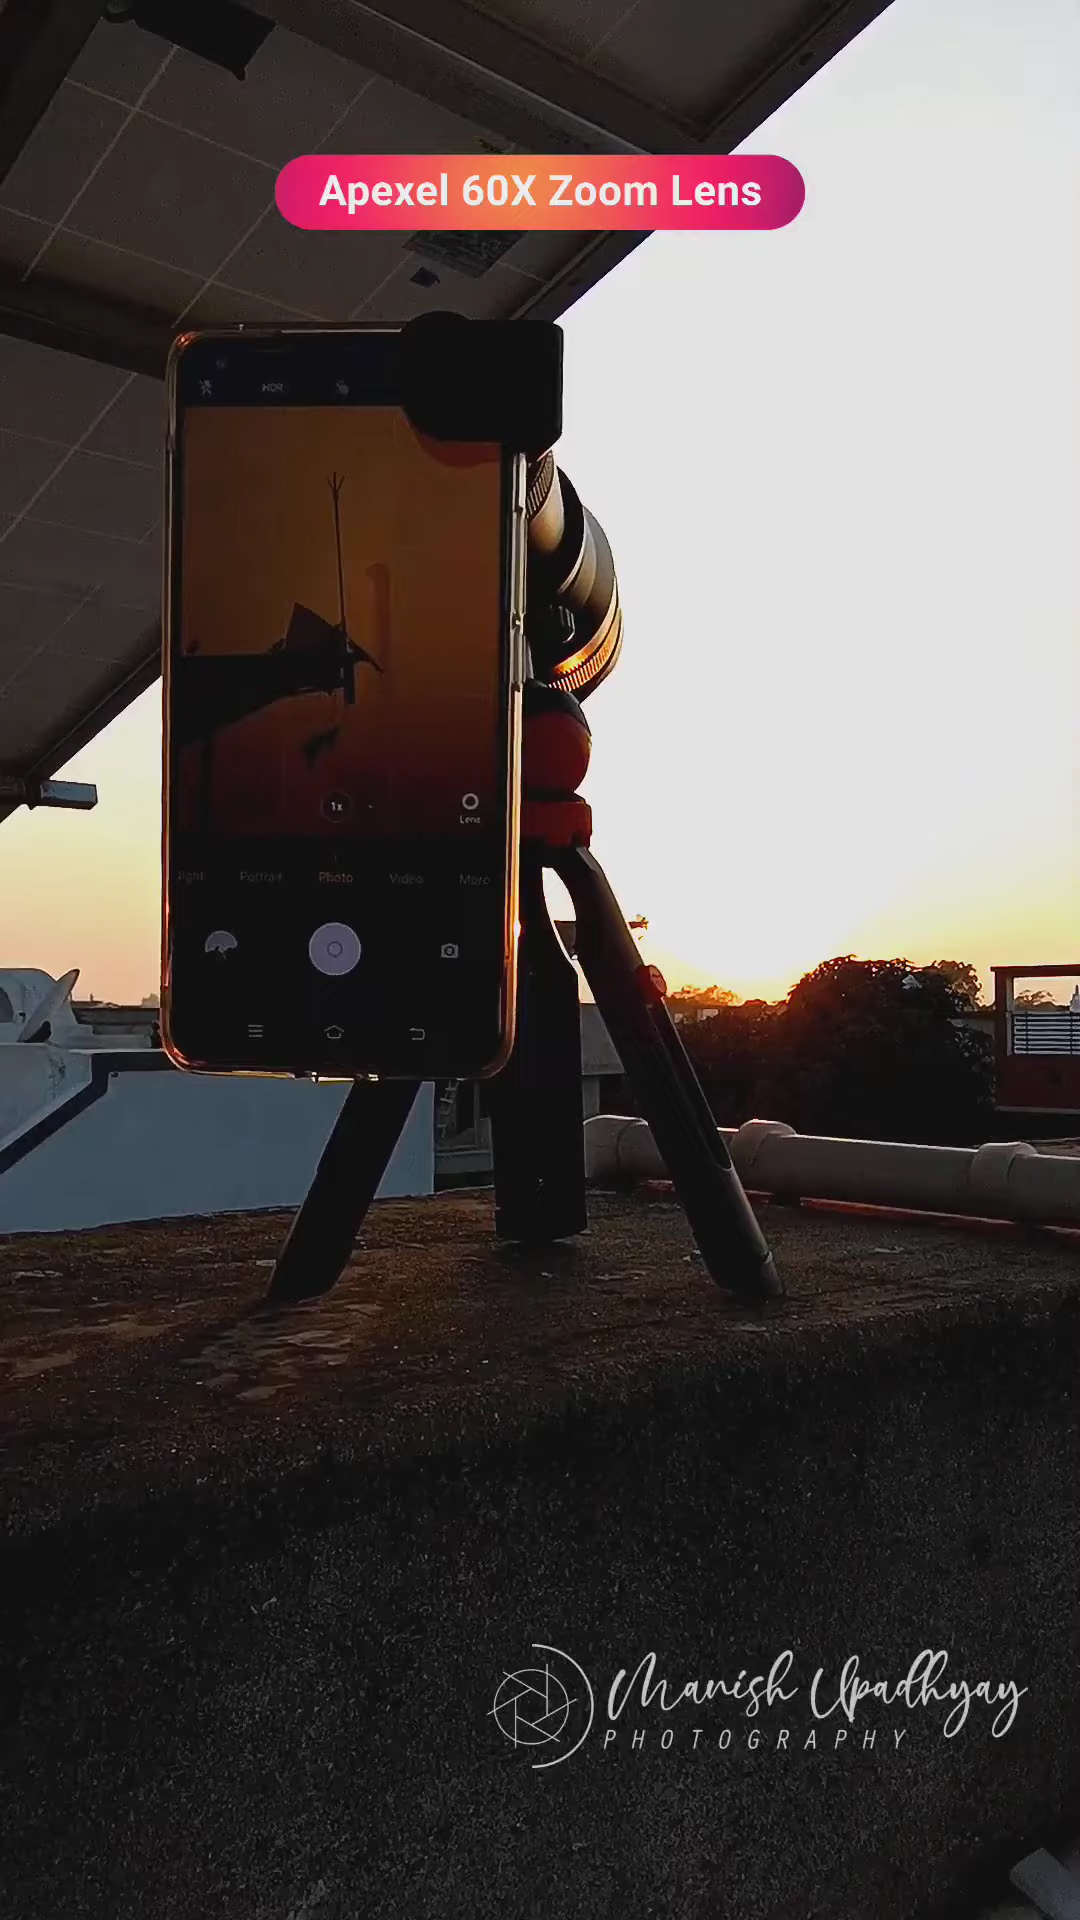 Apexel 60X Zoom Lens
HDR
1x
Lens
Portrait Photo Video More
Manish Upadhyay
PHOTOGRAPHY